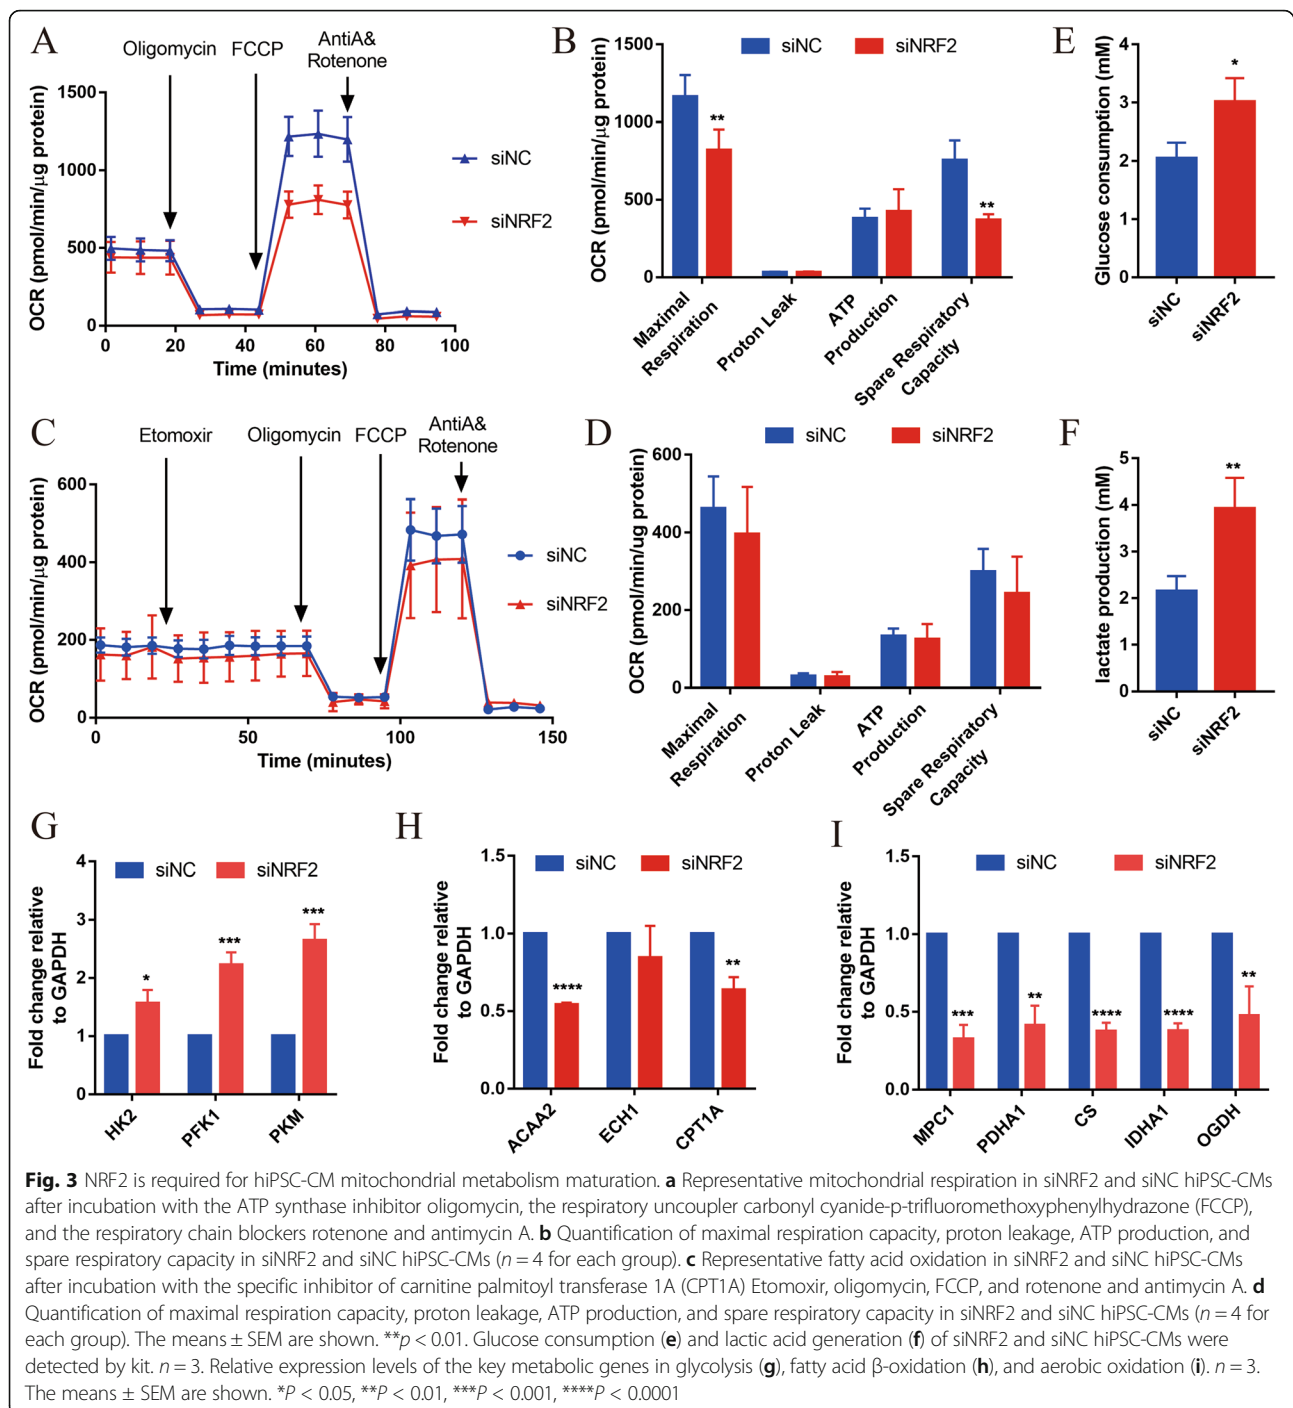 A
Oligomycin
FCCP
AntiA&
Rotenone
OCR (pmol/min/µg protein)
1500
1000
500
0
0 20 40 60 80 100
Time (minutes)
siNC
siNRF2
B
siNC siNRF2
OCR (pmol/min/µg protein)
1500
1000
500
0
**
**
Maximal
Respiration
Proton Leak
ATP
Production
Spare Respiratory
Capacity
E
Glucose consumption (mM)
4
3
2
1
0
*
siNC
siNRF2
C
Etomoxir
Oligomycin
FCCP
AntiA&
Rotenone
OCR (pmol/min/ug protein)
600
400
200
0
0 50 100 150
Time (minutes)
siNC
siNRF2
D
siNC siNRF2
OCR (pmol/min/ug protein)
600
400
200
0
Maximal
Respiration
Proton Leak
ATP
Production
Spare Respiratory
Capacity
F
lactate production (mM)
5
4
3
2
1
0
**
siNC
siNRF2
G
siNC siNRF2
Fold change relative
to GAPDH
4
3
2
1
0
*
***
***
HK2
PFK1
PKM
H
siNC siNRF2
Fold change relative
to GAPDH
1.5
1.0
0.5
0.0
****
**
ACAA2
ECH1
CPT1A
I
siNC siNRF2
Fold change relative
to GAPDH
1.5
1.0
0.5
0.0
***
**
****
****
**
MPC1
PDHA1
CS
IDHA1
OGDH
Fig. 3 NRF2 is required for hiPSC-CM mitochondrial metabolism maturation. a Representative mitochondrial respiration in siNRF2 and siNC hiPSC-CMs
after incubation with the ATP synthase inhibitor oligomycin, the respiratory uncoupler carbonyl cyanide-p-trifluoromethoxyphenylhydrazone (FCCP),
and the respiratory chain blockers rotenone and antimycin A. b Quantification of maximal respiration capacity, proton leakage, ATP production, and
spare respiratory capacity in siNRF2 and siNC hiPSC-CMs (n = 4 for each group). c Representative fatty acid oxidation in siNRF2 and siNC hiPSC-CMs
after incubation with the specific inhibitor of carnitine palmitoyl transferase 1A (CPT1A) Etomoxir, oligomycin, FCCP, and rotenone and antimycin A. d
Quantification of maximal respiration capacity, proton leakage, ATP production, and spare respiratory capacity in siNRF2 and siNC hiPSC-CMs (n = 4 for
each group). The means ± SEM are shown. **p < 0.01. Glucose consumption (e) and lactic acid generation (f) of siNRF2 and siNC hiPSC-CMs were
detected by kit. n = 3. Relative expression levels of the key metabolic genes in glycolysis (g), fatty acid β-oxidation (h), and aerobic oxidation (i). n = 3.
The means ± SEM are shown. *P < 0.05, **P < 0.01, ***P < 0.001, ****P < 0.0001